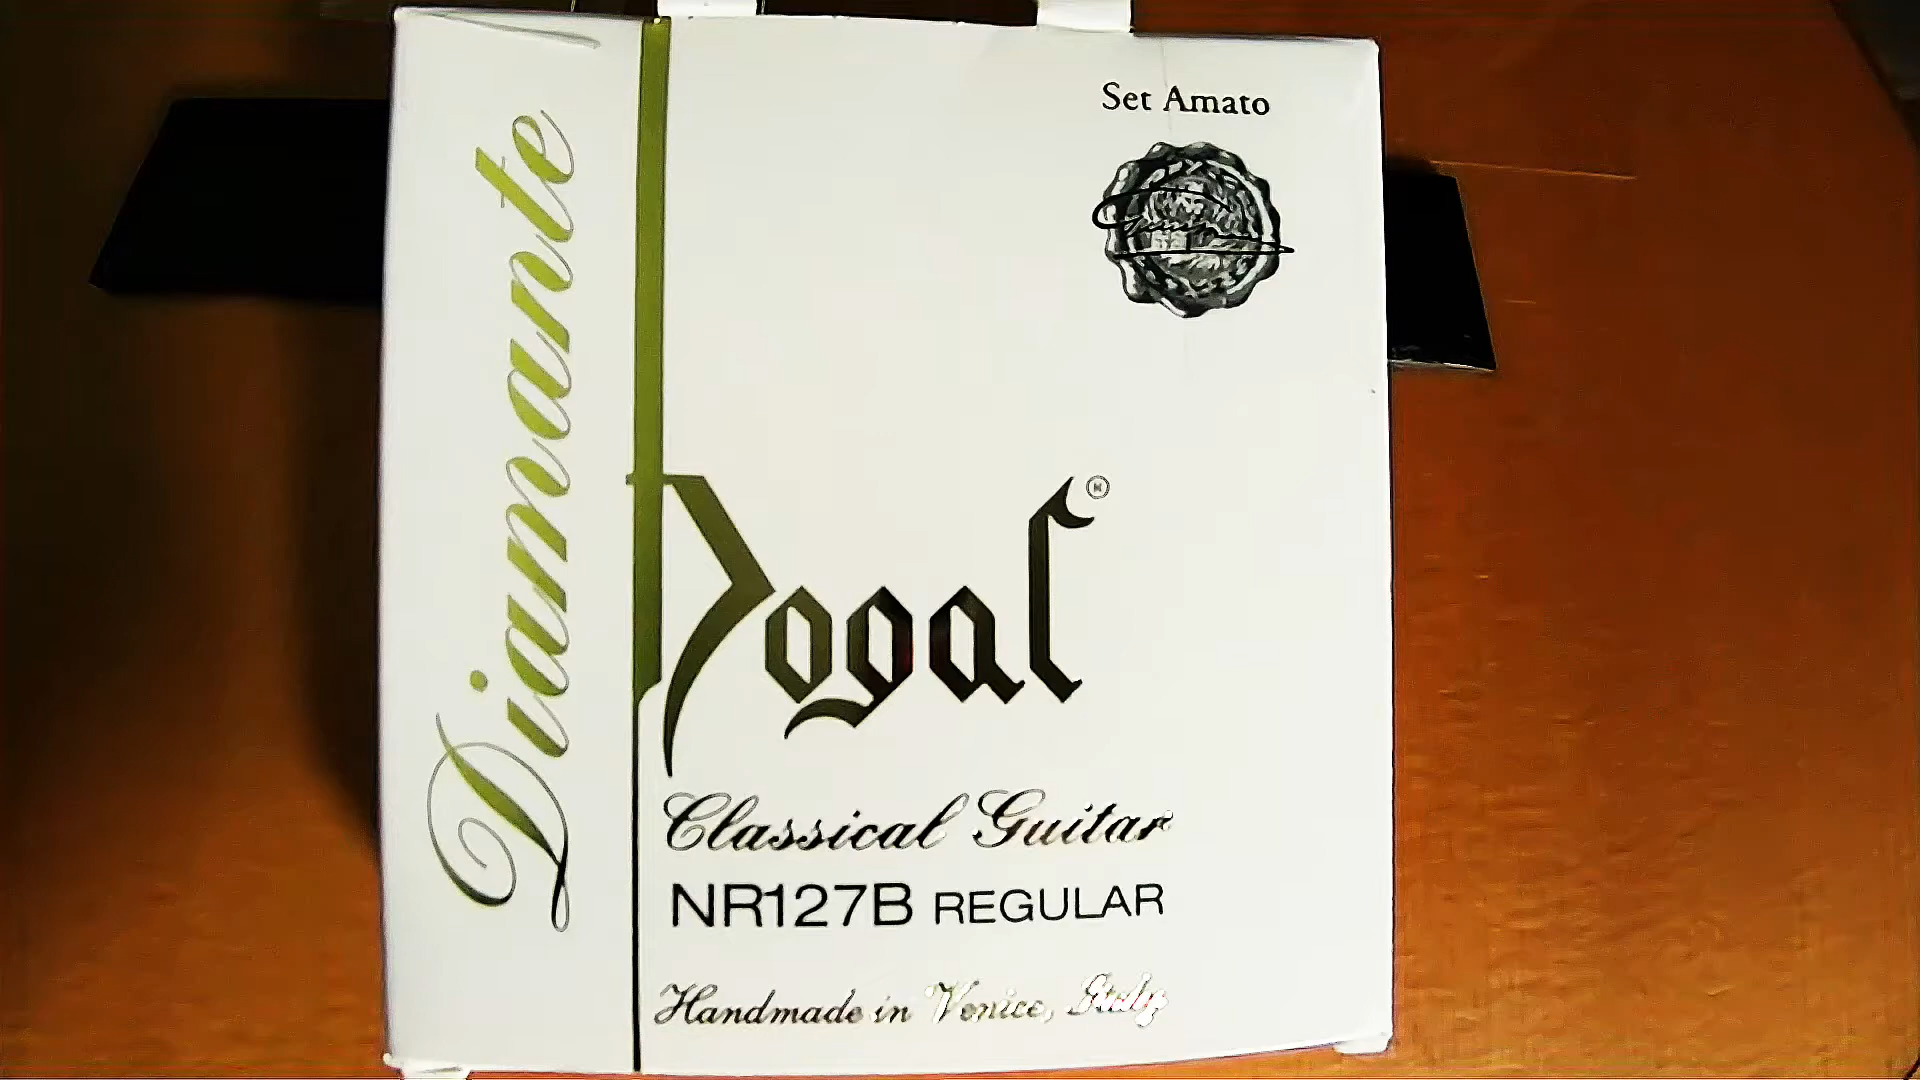 Diamante
Set Amato
Dogal®
Classical Guitar
NR127B REGULAR
Handmade in Venice, Italy